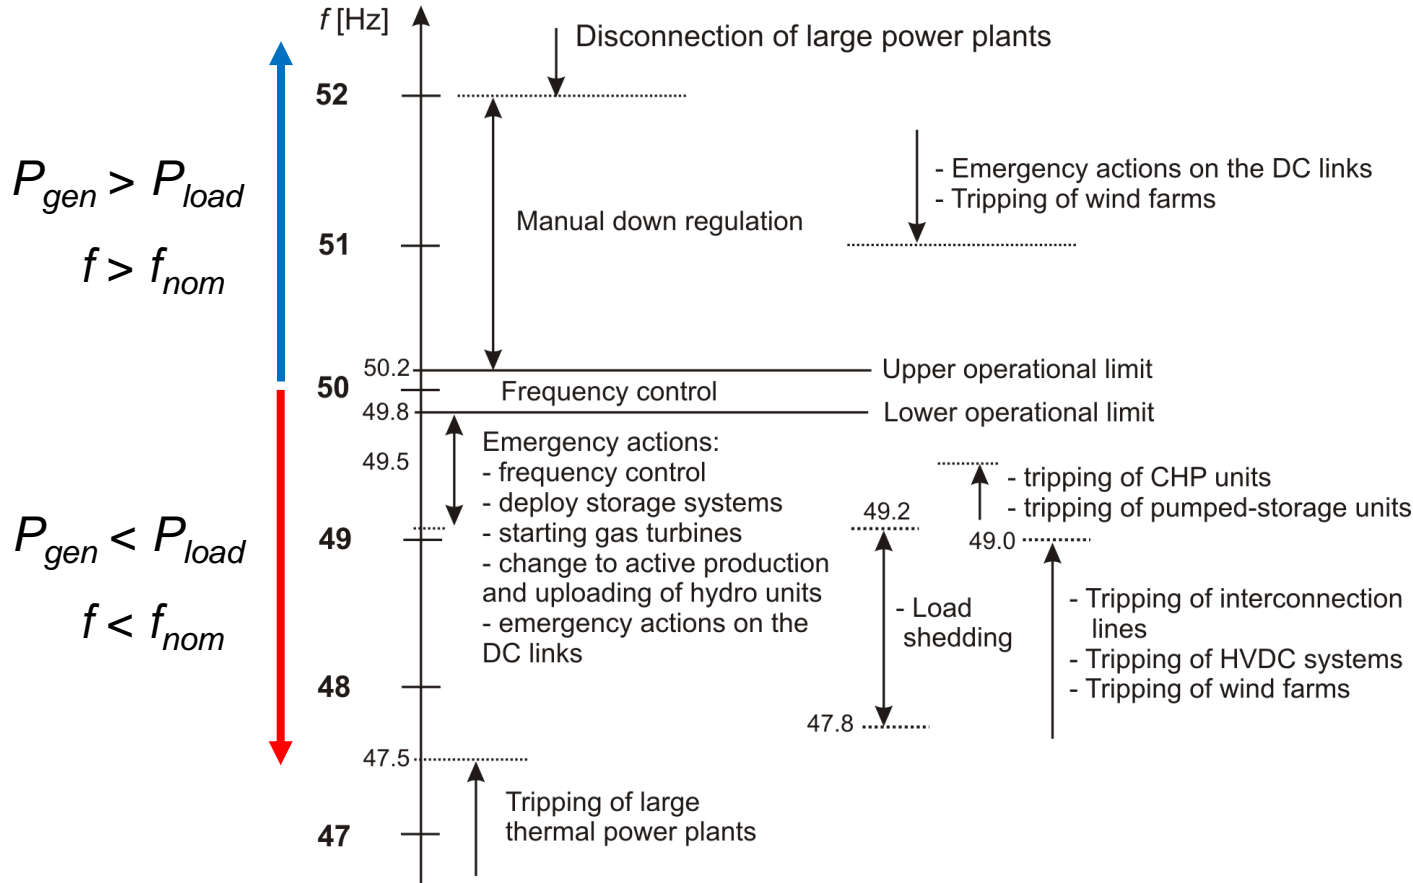 f [Hz]
Disconnection of large power plants
52
- Emergency actions on the DC links
- Tripping of wind farms
P_gen > P_load
f > f_nom
Manual down regulation
51
50.2
Upper operational limit
50
Frequency control
49.8
Lower operational limit
49.5
Emergency actions:
- frequency control
- deploy storage systems
- starting gas turbines
- change to active production
and uploading of hydro units
- emergency actions on the
DC links
- tripping of CHP units
- tripping of pumped-storage units
49.2
49.0
49
P_gen < P_load
f < f_nom
- Load
shedding
- Tripping of interconnection
lines
- Tripping of HVDC systems
- Tripping of wind farms
48
47.8
47.5
Tripping of large
thermal power plants
47